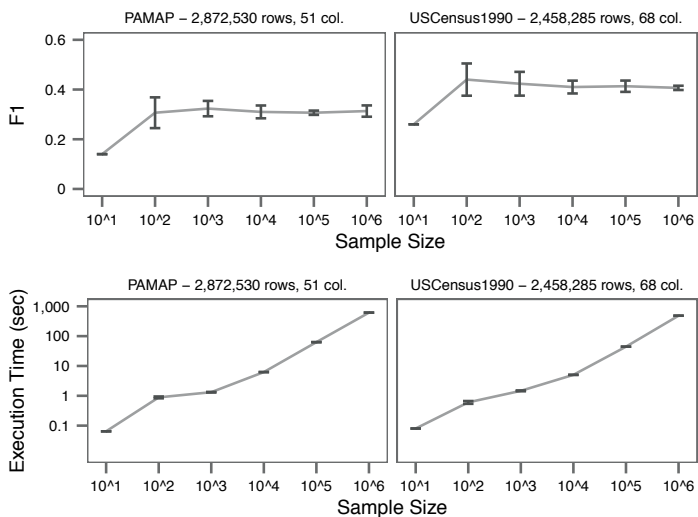 PAMAP – 2,872,530 rows, 51 col.
USCensus1990 – 2,458,285 rows, 68 col.
F1
0.6
0.4
0.2
0
10^1 10^2 10^3 10^4 10^5 10^6
10^1 10^2 10^3 10^4 10^5 10^6
Sample Size
PAMAP – 2,872,530 rows, 51 col.
USCensus1990 – 2,458,285 rows, 68 col.
Execution Time (sec)
1,000
100
10
1
0.1
10^1 10^2 10^3 10^4 10^5 10^6
10^1 10^2 10^3 10^4 10^5 10^6
Sample Size